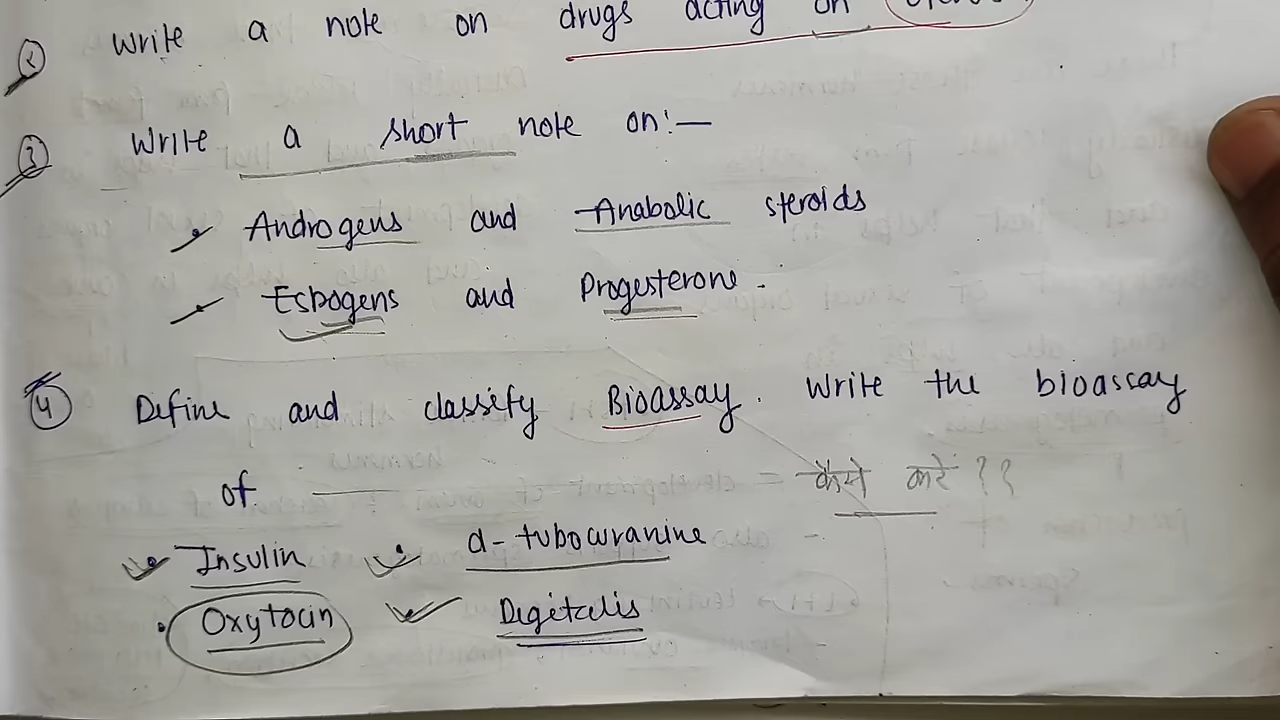 ② Write a note on drugs acting on
③ Write a short note on:—
Androgens and Anabolic steroids
Estrogens and Progesterone.
④ Define and classify Bioassay. Write the bioassay
of ——— कैसे करें ??
Insulin d-tubocuranine
Oxytocin Digitalis